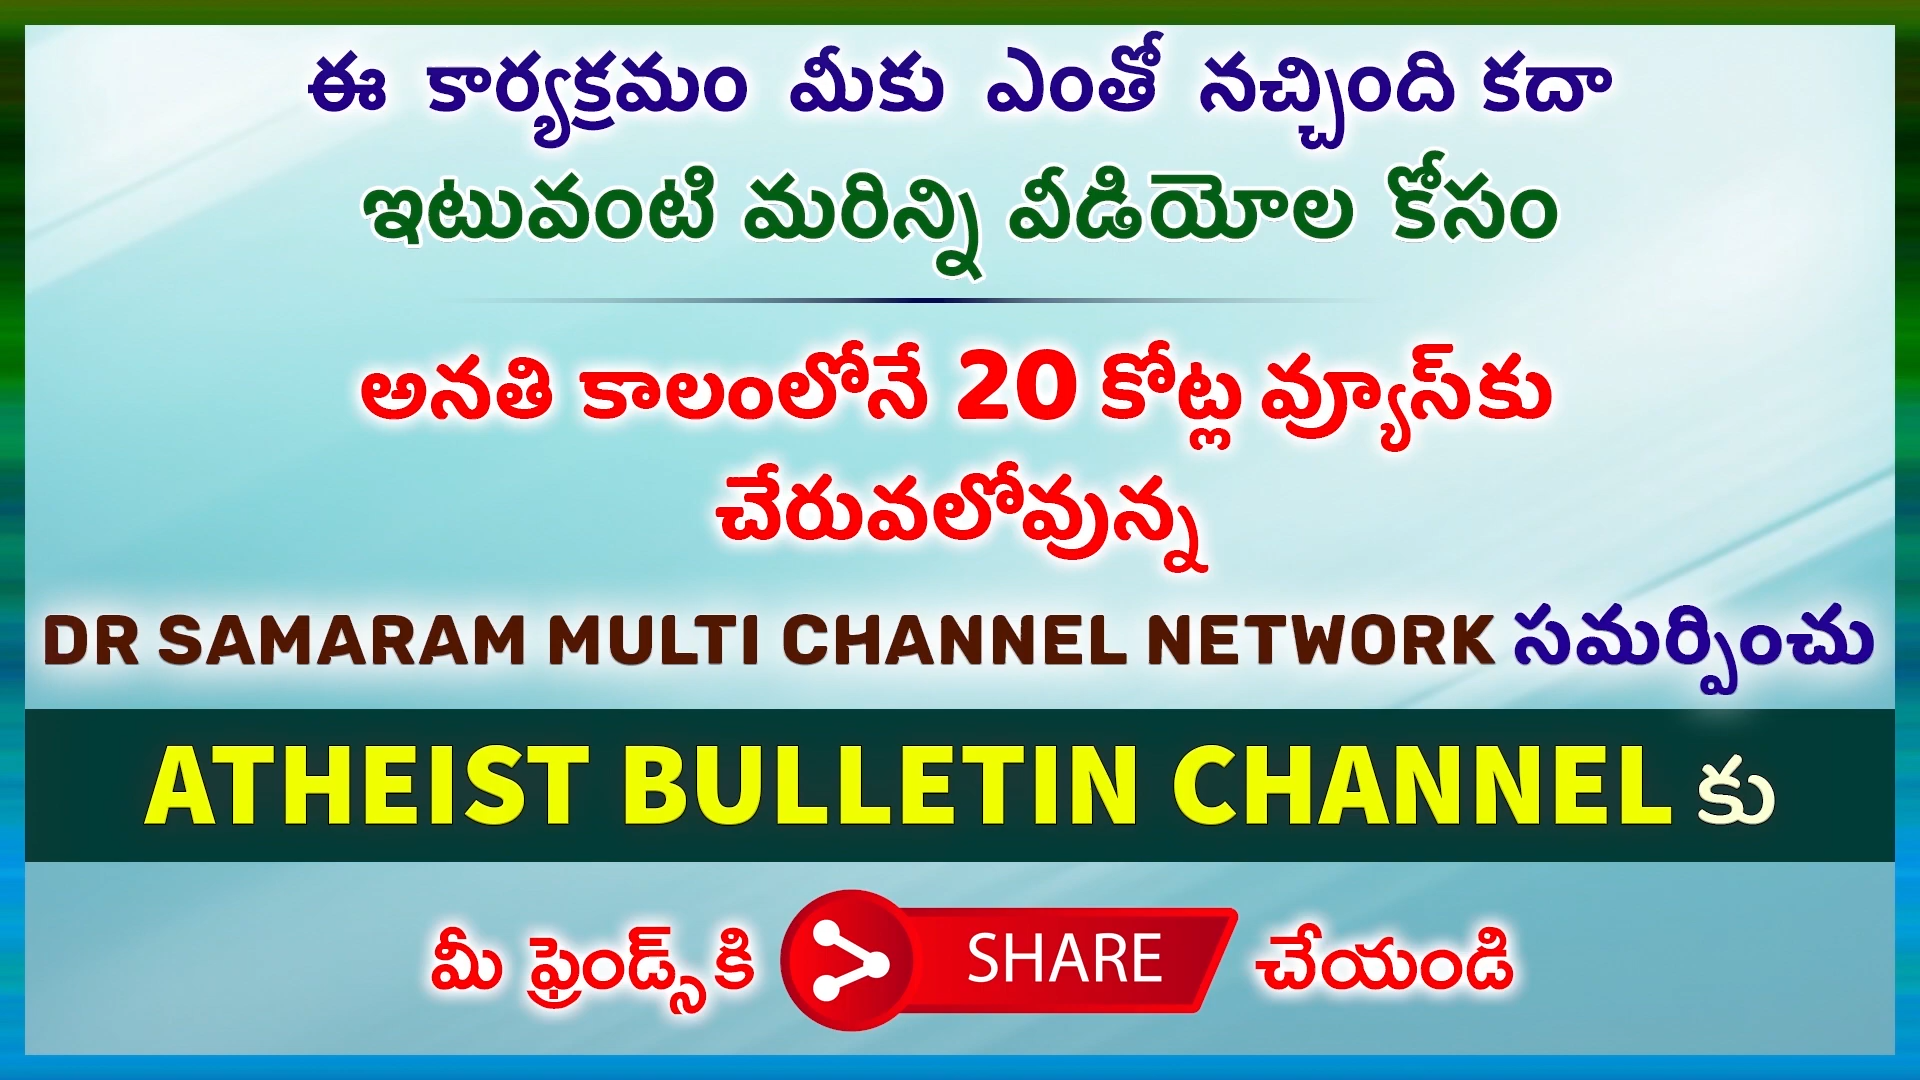 ఈ కార్యక్రమం మీకు ఎంతో నచ్చింది కదా
ఇటువంటి మరిన్ని వీడియోల కోసం
అనతి కాలంలోనే 20 కోట్ల వ్యూస్‌కు
చేరువలోవున్న
DR SAMARAM MULTI CHANNEL NETWORK సమర్పించు
ATHEIST BULLETIN CHANNEL కు
మీ ఫ్రెండ్స్‌కి SHARE చేయండి